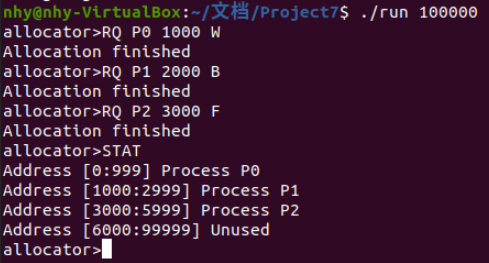 nhy@nhy-VirtualBox:~/文档/Project7$ ./run 100000
allocator>RQ P0 1000 W
Allocation finished
allocator>RQ P1 2000 B
Allocation finished
allocator>RQ P2 3000 F
Allocation finished
allocator>STAT
Address [0:999] Process P0
Address [1000:2999] Process P1
Address [3000:5999] Process P2
Address [6000:99999] Unused
allocator>